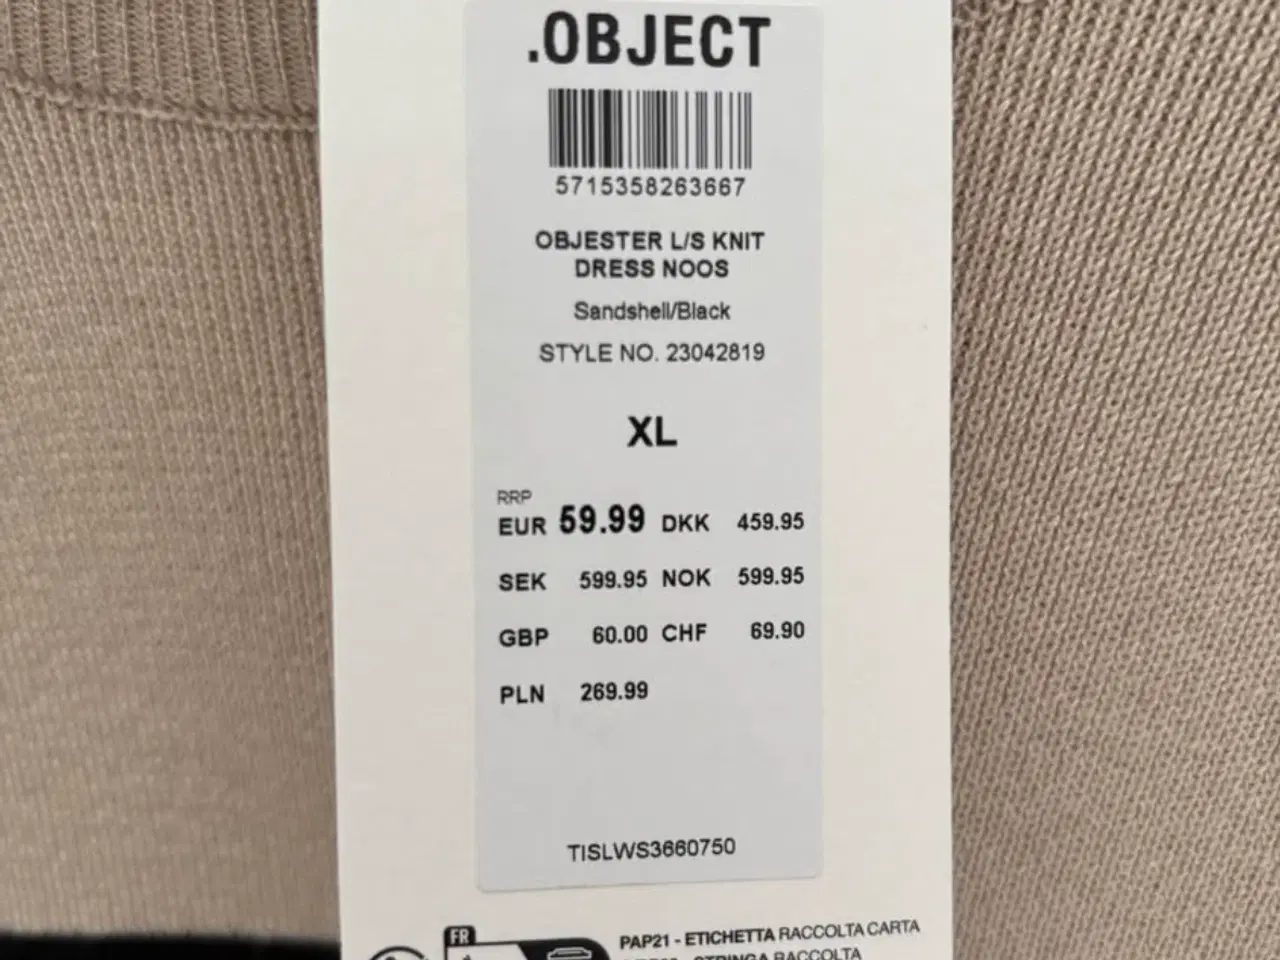 .OBJECT
5715358263667
OBJESTER L/S KNIT
DRESS NOOS
Sandshell/Black
STYLE NO. 23042819
XL
RRP
EUR 59.99 DKK 459.95
SEK 599.95 NOK 599.95
GBP 60.00 CHF 69.90
PLN 269.99
TISLWS3660750
FR
PAP21 - ETICHETTA RACCOLTA CARTA
STRINGA RACCOLTA